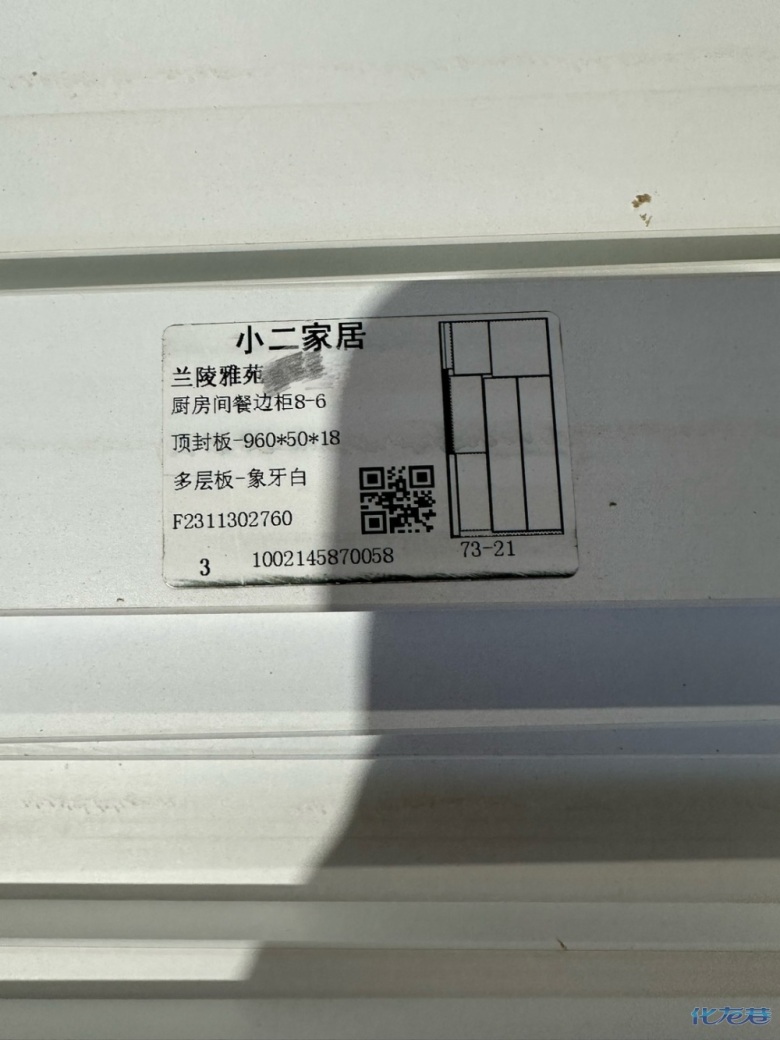 小二家居
兰陵雅苑
厨房间餐边柜8-6
顶封板-960*50*18
多层板-象牙白
F2311302760
3 1002145870058 73-21
化龙巷